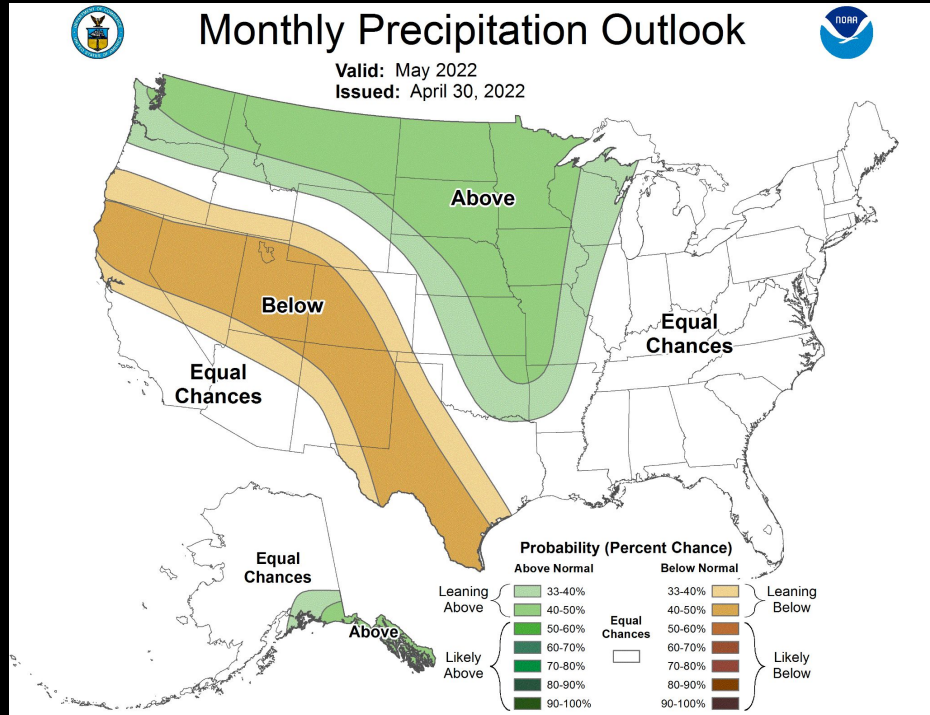 Monthly Precipitation Outlook
NOAA
Valid: May 2022
Issued: April 30, 2022
Above
Below
Equal
Chances
Equal
Chances
Equal
Chances
Above
Probability (Percent Chance)
Above Normal
Below Normal
Leaning
Above
33-40%
40-50%
50-60%
60-70%
70-80%
80-90%
90-100%
Likely
Above
Equal
Chances
33-40%
40-50%
50-60%
60-70%
70-80%
80-90%
90-100%
Leaning
Below
Likely
Below